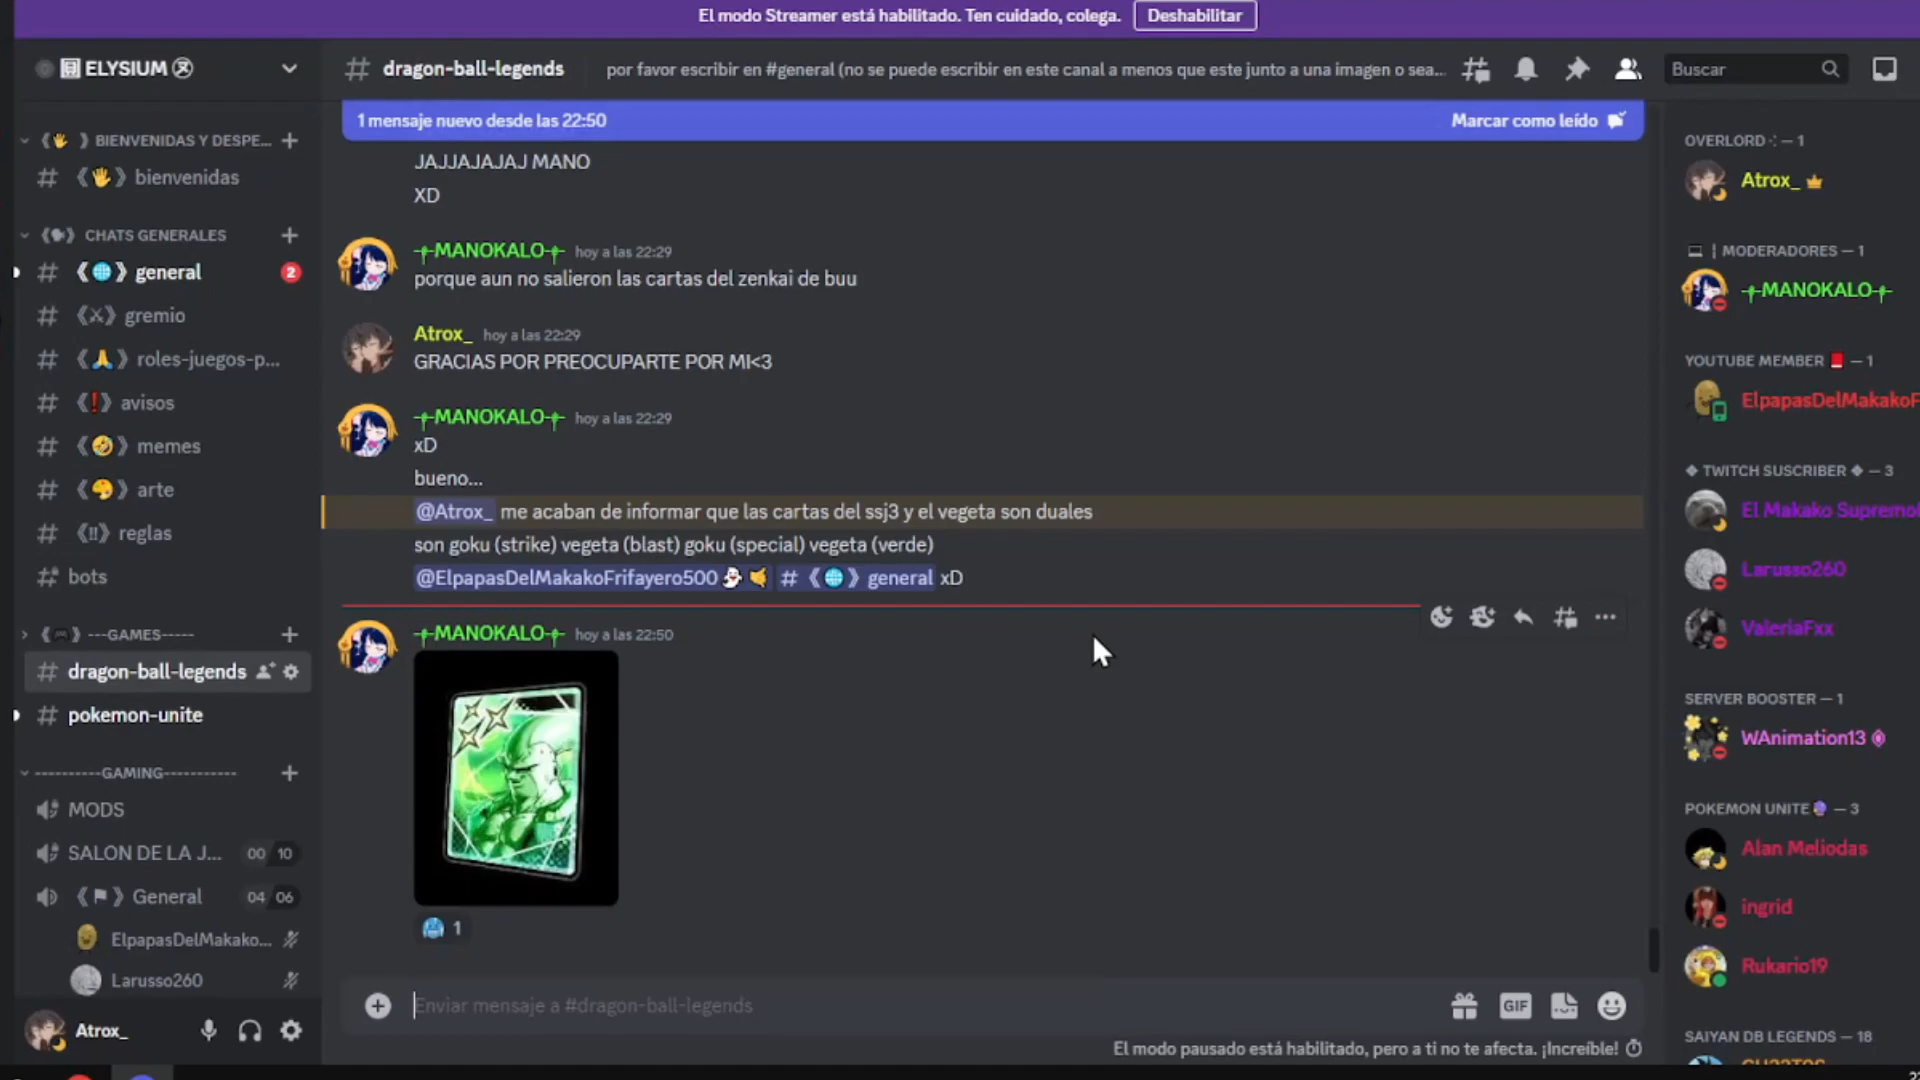 El modo Streamer está habilitado. Ten cuidado, colega. Deshabilitar
ELYSIUM
BIENVENIDAS Y DESPE...
bienvenidas
CHATS GENERALES
general 2
gremio
roles-juegos-p...
avisos
memes
arte
reglas
bots
---GAMES-----
dragon-ball-legends
pokemon-unite
----------GAMING-----------
MODS
SALON DE LA J... 00 10
General 04 06
ElpapasDelMakako...
Larusso260
Atrox_
dragon-ball-legends
por favor escribir en #general (no se puede escribir en este canal a menos que este junto a una imagen o sea...
Buscar
1 mensaje nuevo desde las 22:50 Marcar como leído
JAJJAJAJAJ MANO
XD
MANOKALO hoy a las 22:29
porque aun no salieron las cartas del zenkai de buu
Atrox_ hoy a las 22:29
GRACIAS POR PREOCUPARTE POR MI<3
MANOKALO hoy a las 22:29
xD
bueno...
@Atrox_ me acaban de informar que las cartas del ssj3 y el vegeta son duales
son goku (strike) vegeta (blast) goku (special) vegeta (verde)
@ElpapasDelMakakoFrifayero500 # general xD
MANOKALO hoy a las 22:50
1
Enviar mensaje a #dragon-ball-legends
GIF
El modo pausado está habilitado, pero a ti no te afecta. ¡Increíble!
OVERLORD — 1
Atrox_
| MODERADORES — 1
MANOKALO
YOUTUBE MEMBER — 1
ElpapasDelMakakoF
TWITCH SUSCRIBER — 3
El Makako Supremo
Larusso260
ValeriaFxx
SERVER BOOSTER — 1
WAnimation13
POKEMON UNITE — 3
Alan Meliodas
ingrid
Rukario19
SAIYAN DB LEGENDS — 18